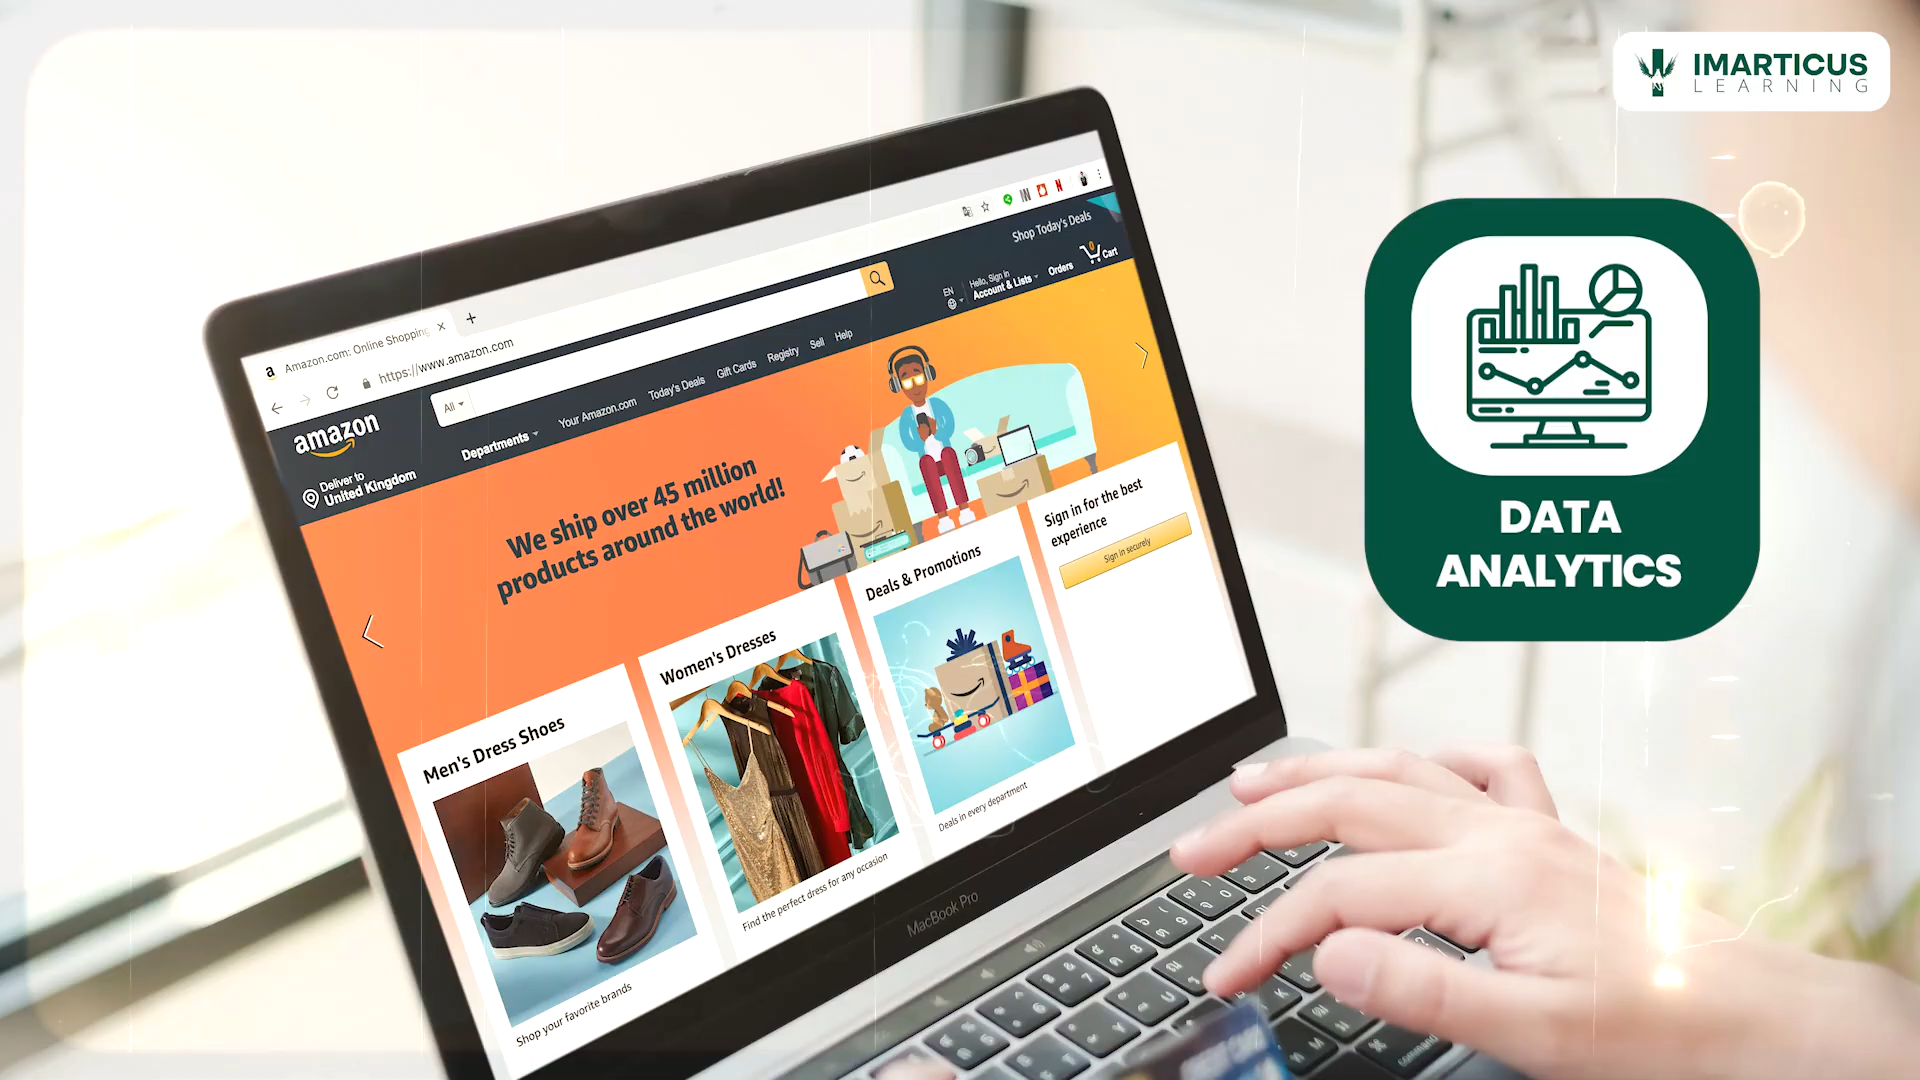 IMARTICUS
LEARNING
Amazon.com: Online Shopping
https://www.amazon.com
Shop Today's Deals
amazon
All
EN
Hello, Sign in
Account & Lists
Orders
0
Cart
Deliver to
United Kingdom
Departments
Your Amazon.com
Today's Deals
Gift Cards
Registry
Sell
Help
We ship over 45 million
products around the world!
Men's Dress Shoes
Shop your favorite brands
Women's Dresses
Find the perfect dress for any occasion
Deals & Promotions
Deals in every department
Sign in for the best
experience
Sign in securely
MacBook Pro
DATA
ANALYTICS
command